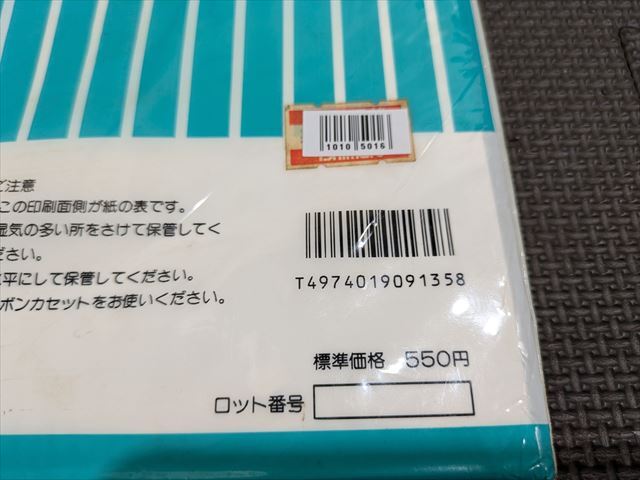 1010 5016
ご注意
この印刷面側が紙の表です。
湿気の多い所をさけて保管してく
ださい。
平にして保管してください。
ボンカセットをお使いください。
T4974019091358
標準価格 550円
ロット番号